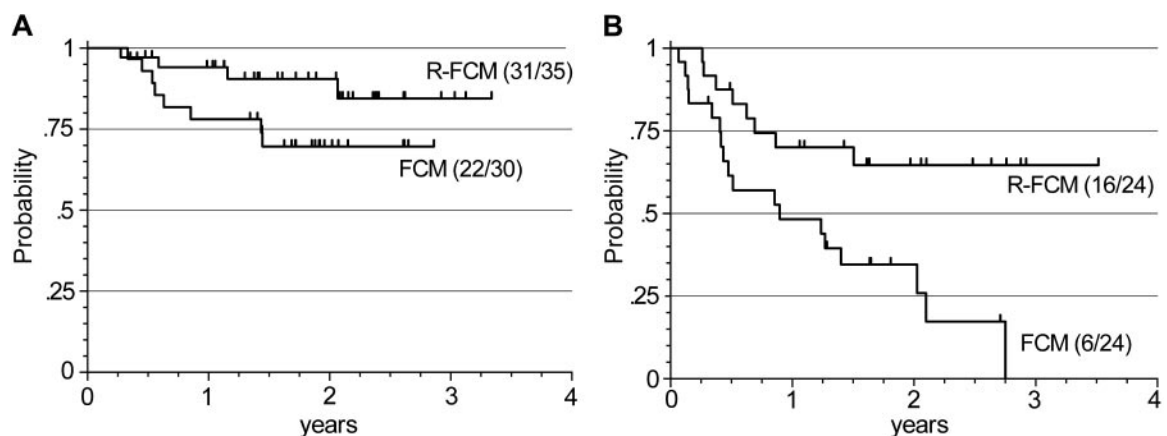 A
Probability
1
.75
.5
.25
0
R-FCM (31/35)
FCM (22/30)
0 1 2 3 4
years
B
Probability
1
.75
.5
.25
0
R-FCM (16/24)
FCM (6/24)
0 1 2 3 4
years